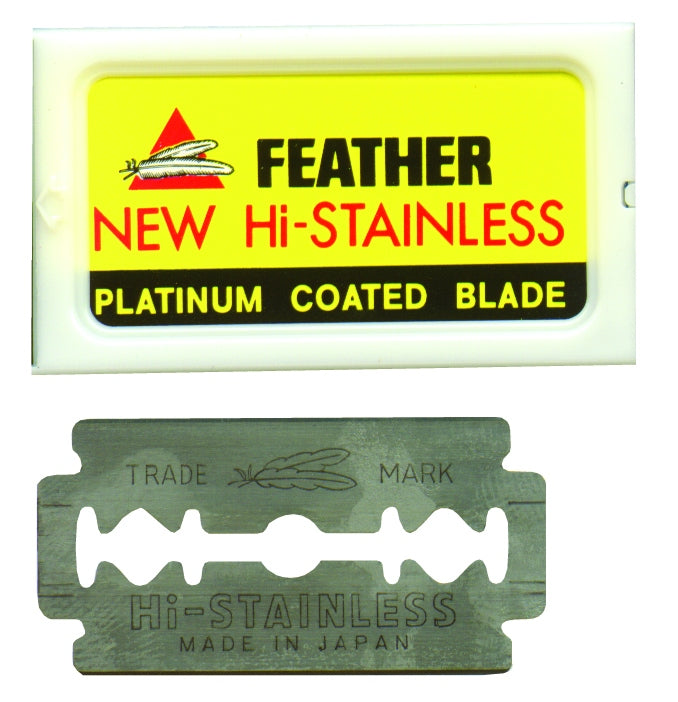 FEATHER
NEW Hi-STAINLESS
PLATINUM COATED BLADE
TRADE MARK
Hi-STAINLESS
MADE IN JAPAN